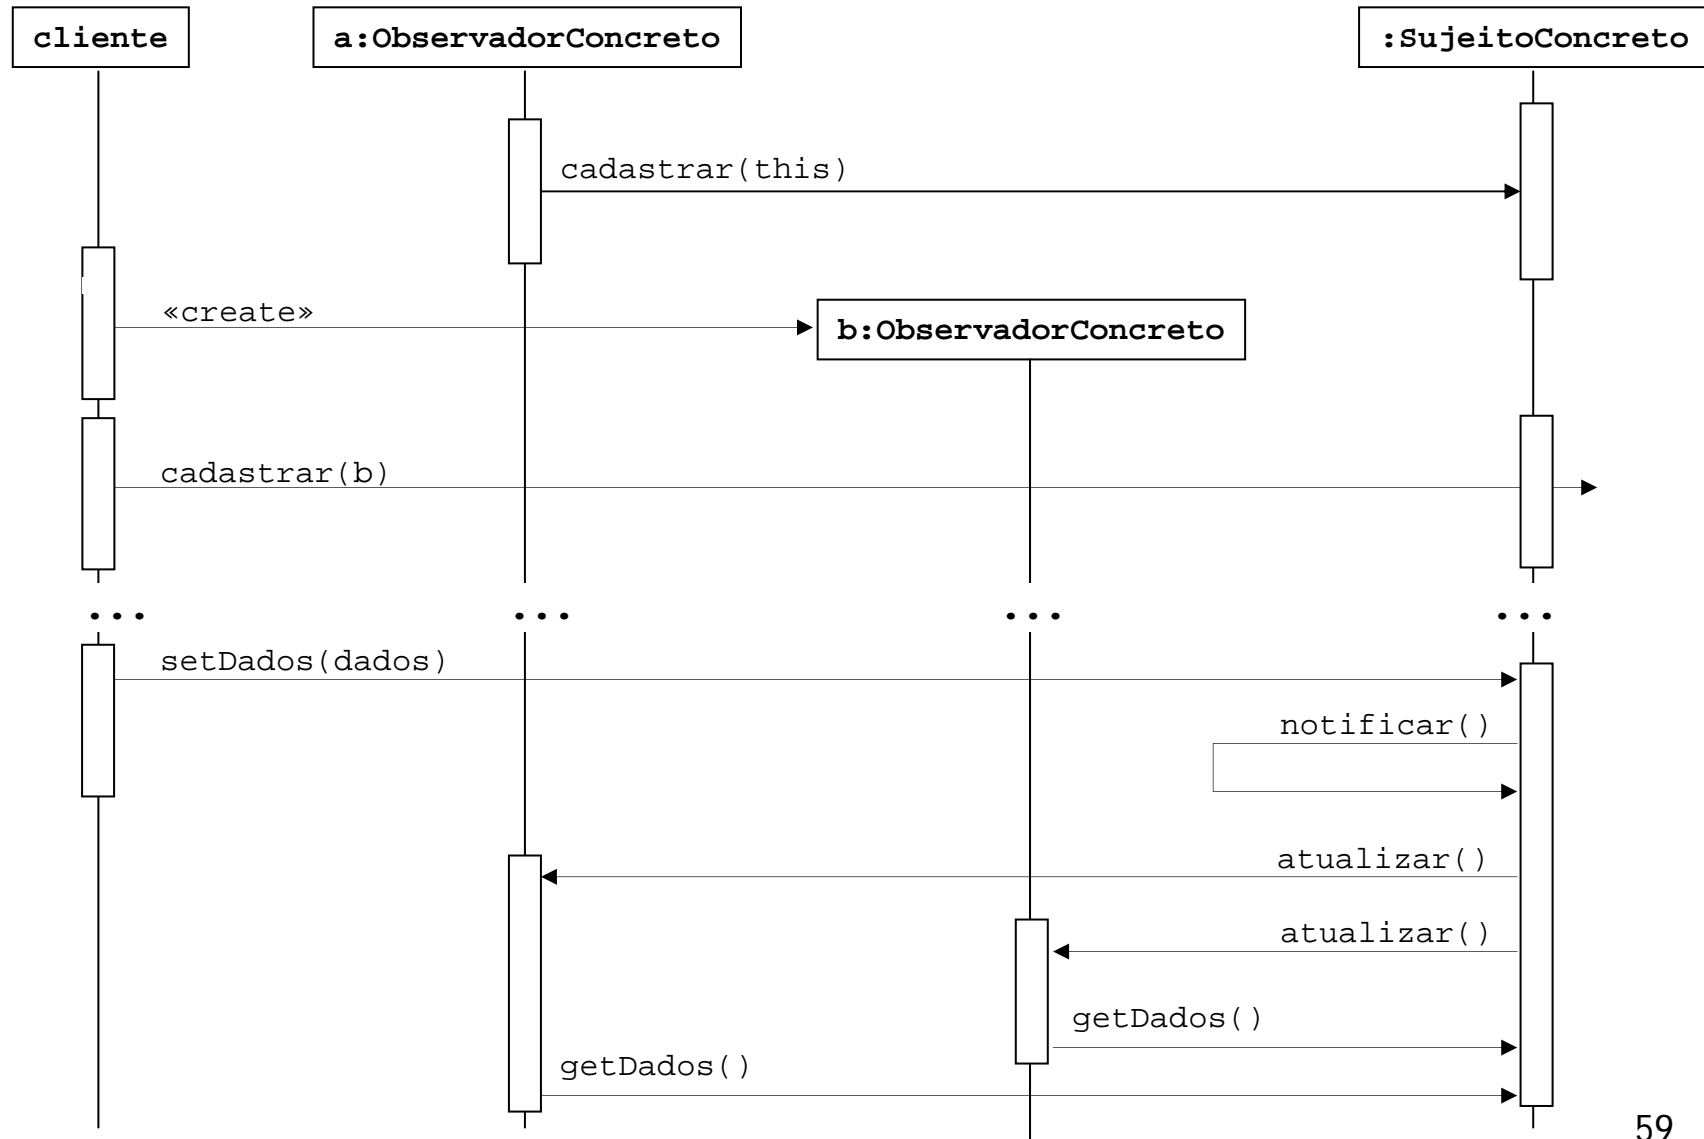 cliente
a:ObservadorConcreto
:SujeitoConcreto
cadastrar(this)
«create»
b:ObservadorConcreto
cadastrar(b)
... ... ... ...
setDados(dados)
notificar()
atualizar()
atualizar()
getDados()
getDados()
59